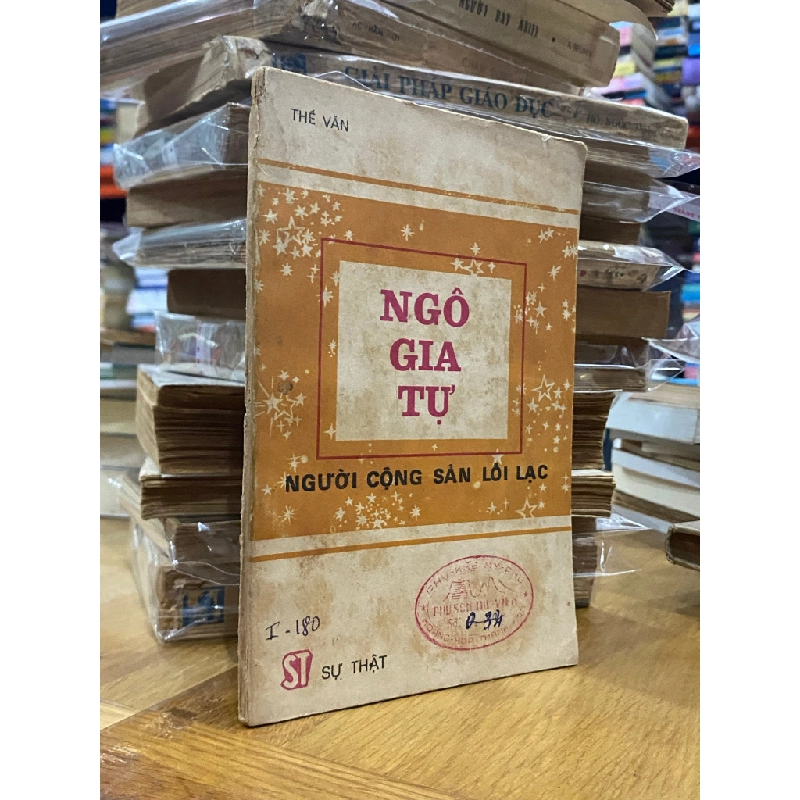 GIẢI PHÁP GIÁO DỤC
THẾ VĂN
NGÔ
GIA
TỰ
NGƯỜI CỘNG SẢN LỖI LẠC
I-180
ST SỰ THẬT